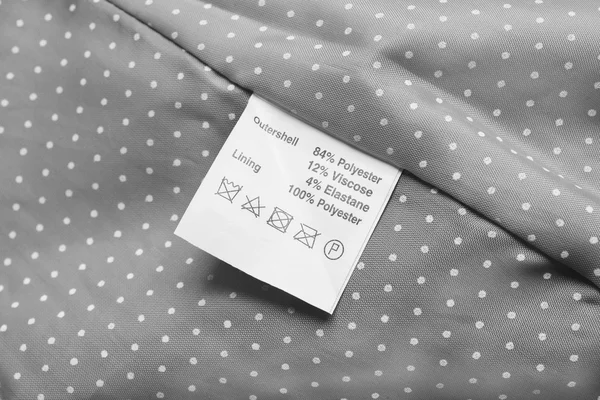 Outershell 84% Polyester
12% Viscose
4% Elastane
Lining 100% Polyester
P